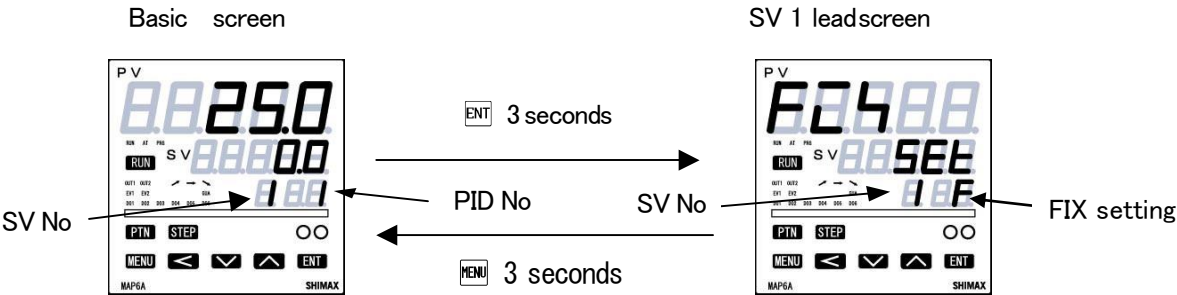 Basic screen
SV 1 leadscreen
PV
25.0
RUN AT PRG
RUN SV 0.0
OUT1 OUT2
EV1 EV2
DO1 DO2 DO3 DO4 DO5
1 1
PTN STEP
MENU ENT
MAP6A SHIMAX
SV No
PID No
ENT 3 seconds
MENU 3 seconds
PV
FiX
RUN AT PRG
RUN SV SEt
OUT1 OUT2
EV1 EV2
DO1 DO2 DO3 DO4 DO5
1 F
PTN STEP
MENU ENT
MAP6A SHIMAX
SV No
FIX setting